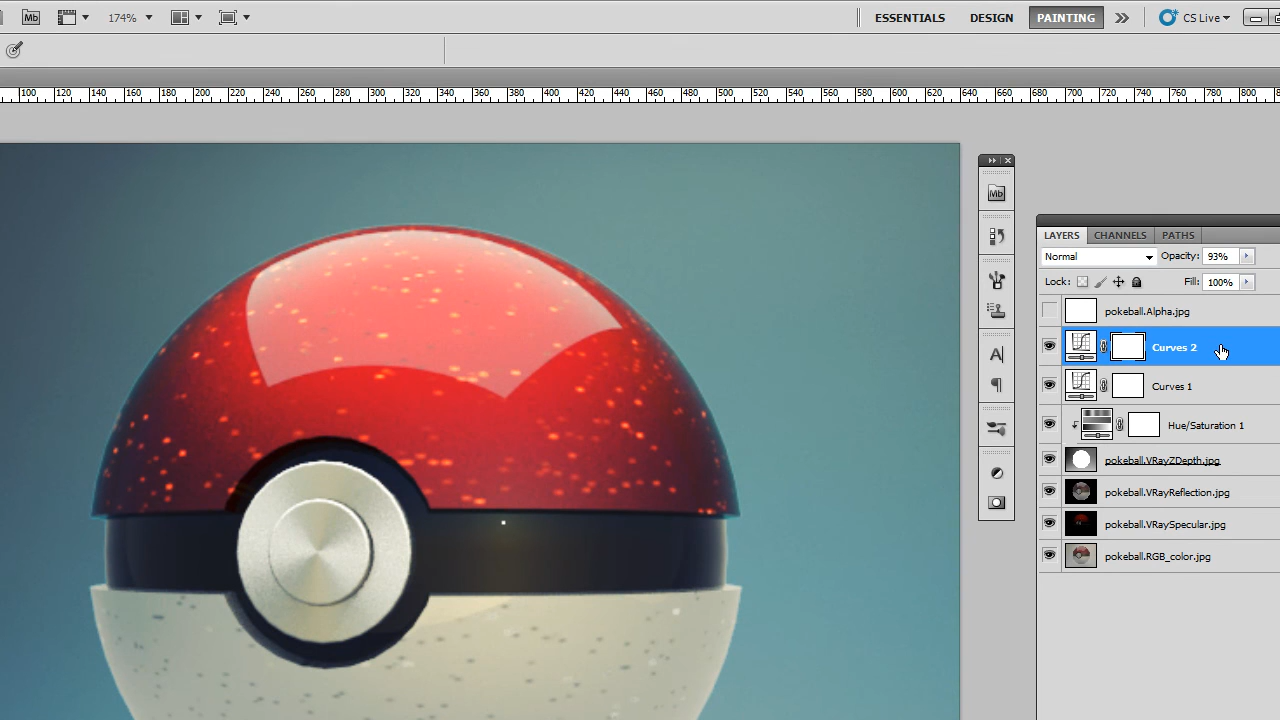 Mb 174% ESSENTIALS DESIGN PAINTING CS Live
100 120 140 160 180 200 220 240 260 280 300 320 340 360 380 400 420 440 460 480 500 520 540 560 580 600 620 640 660 680 700 720 740 760 780 800
Mb
LAYERS CHANNELS PATHS
Normal Opacity: 93%
Lock: Fill: 100%
pokeball.Alpha.jpg
Curves 2
A
Curves 1
Hue/Saturation 1
pokeball.VRayZDepth.jpg
pokeball.VRayReflection.jpg
pokeball.VRaySpecular.jpg
pokeball.RGB_color.jpg